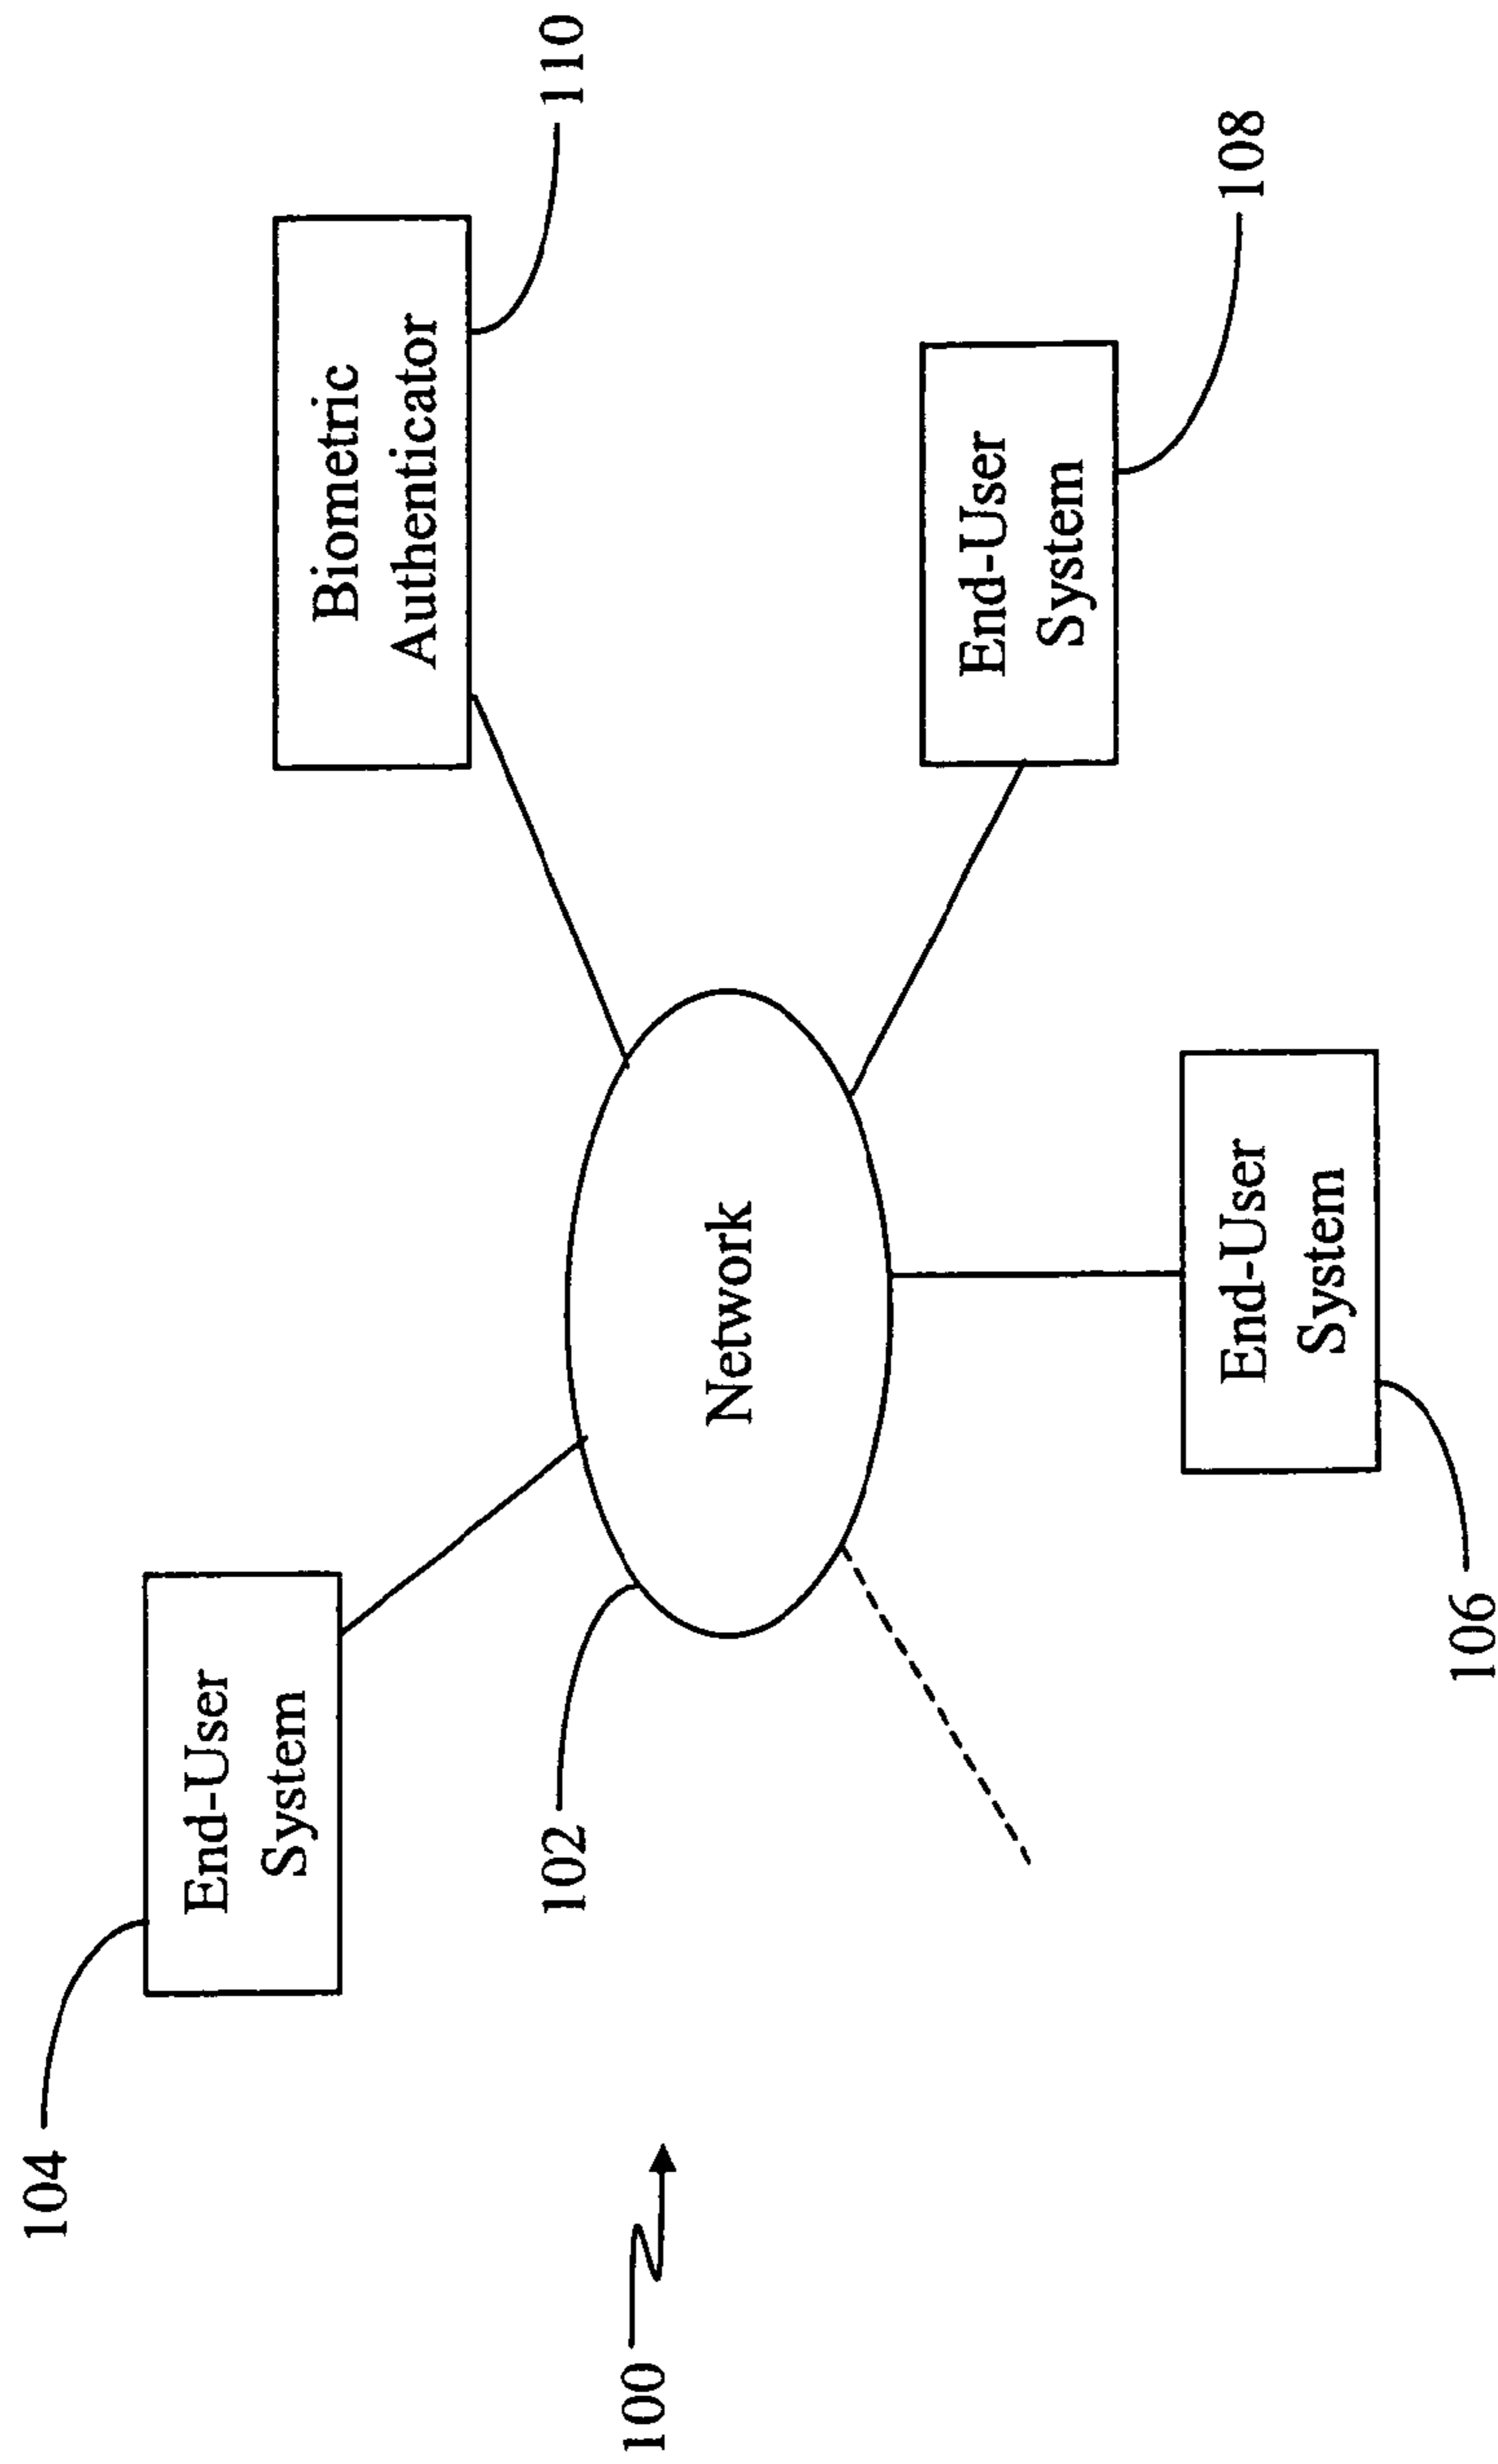 104
End-User
System
Biometric
Authenticator
110
102
100
Network
End-User
System
108
End-User
System
106